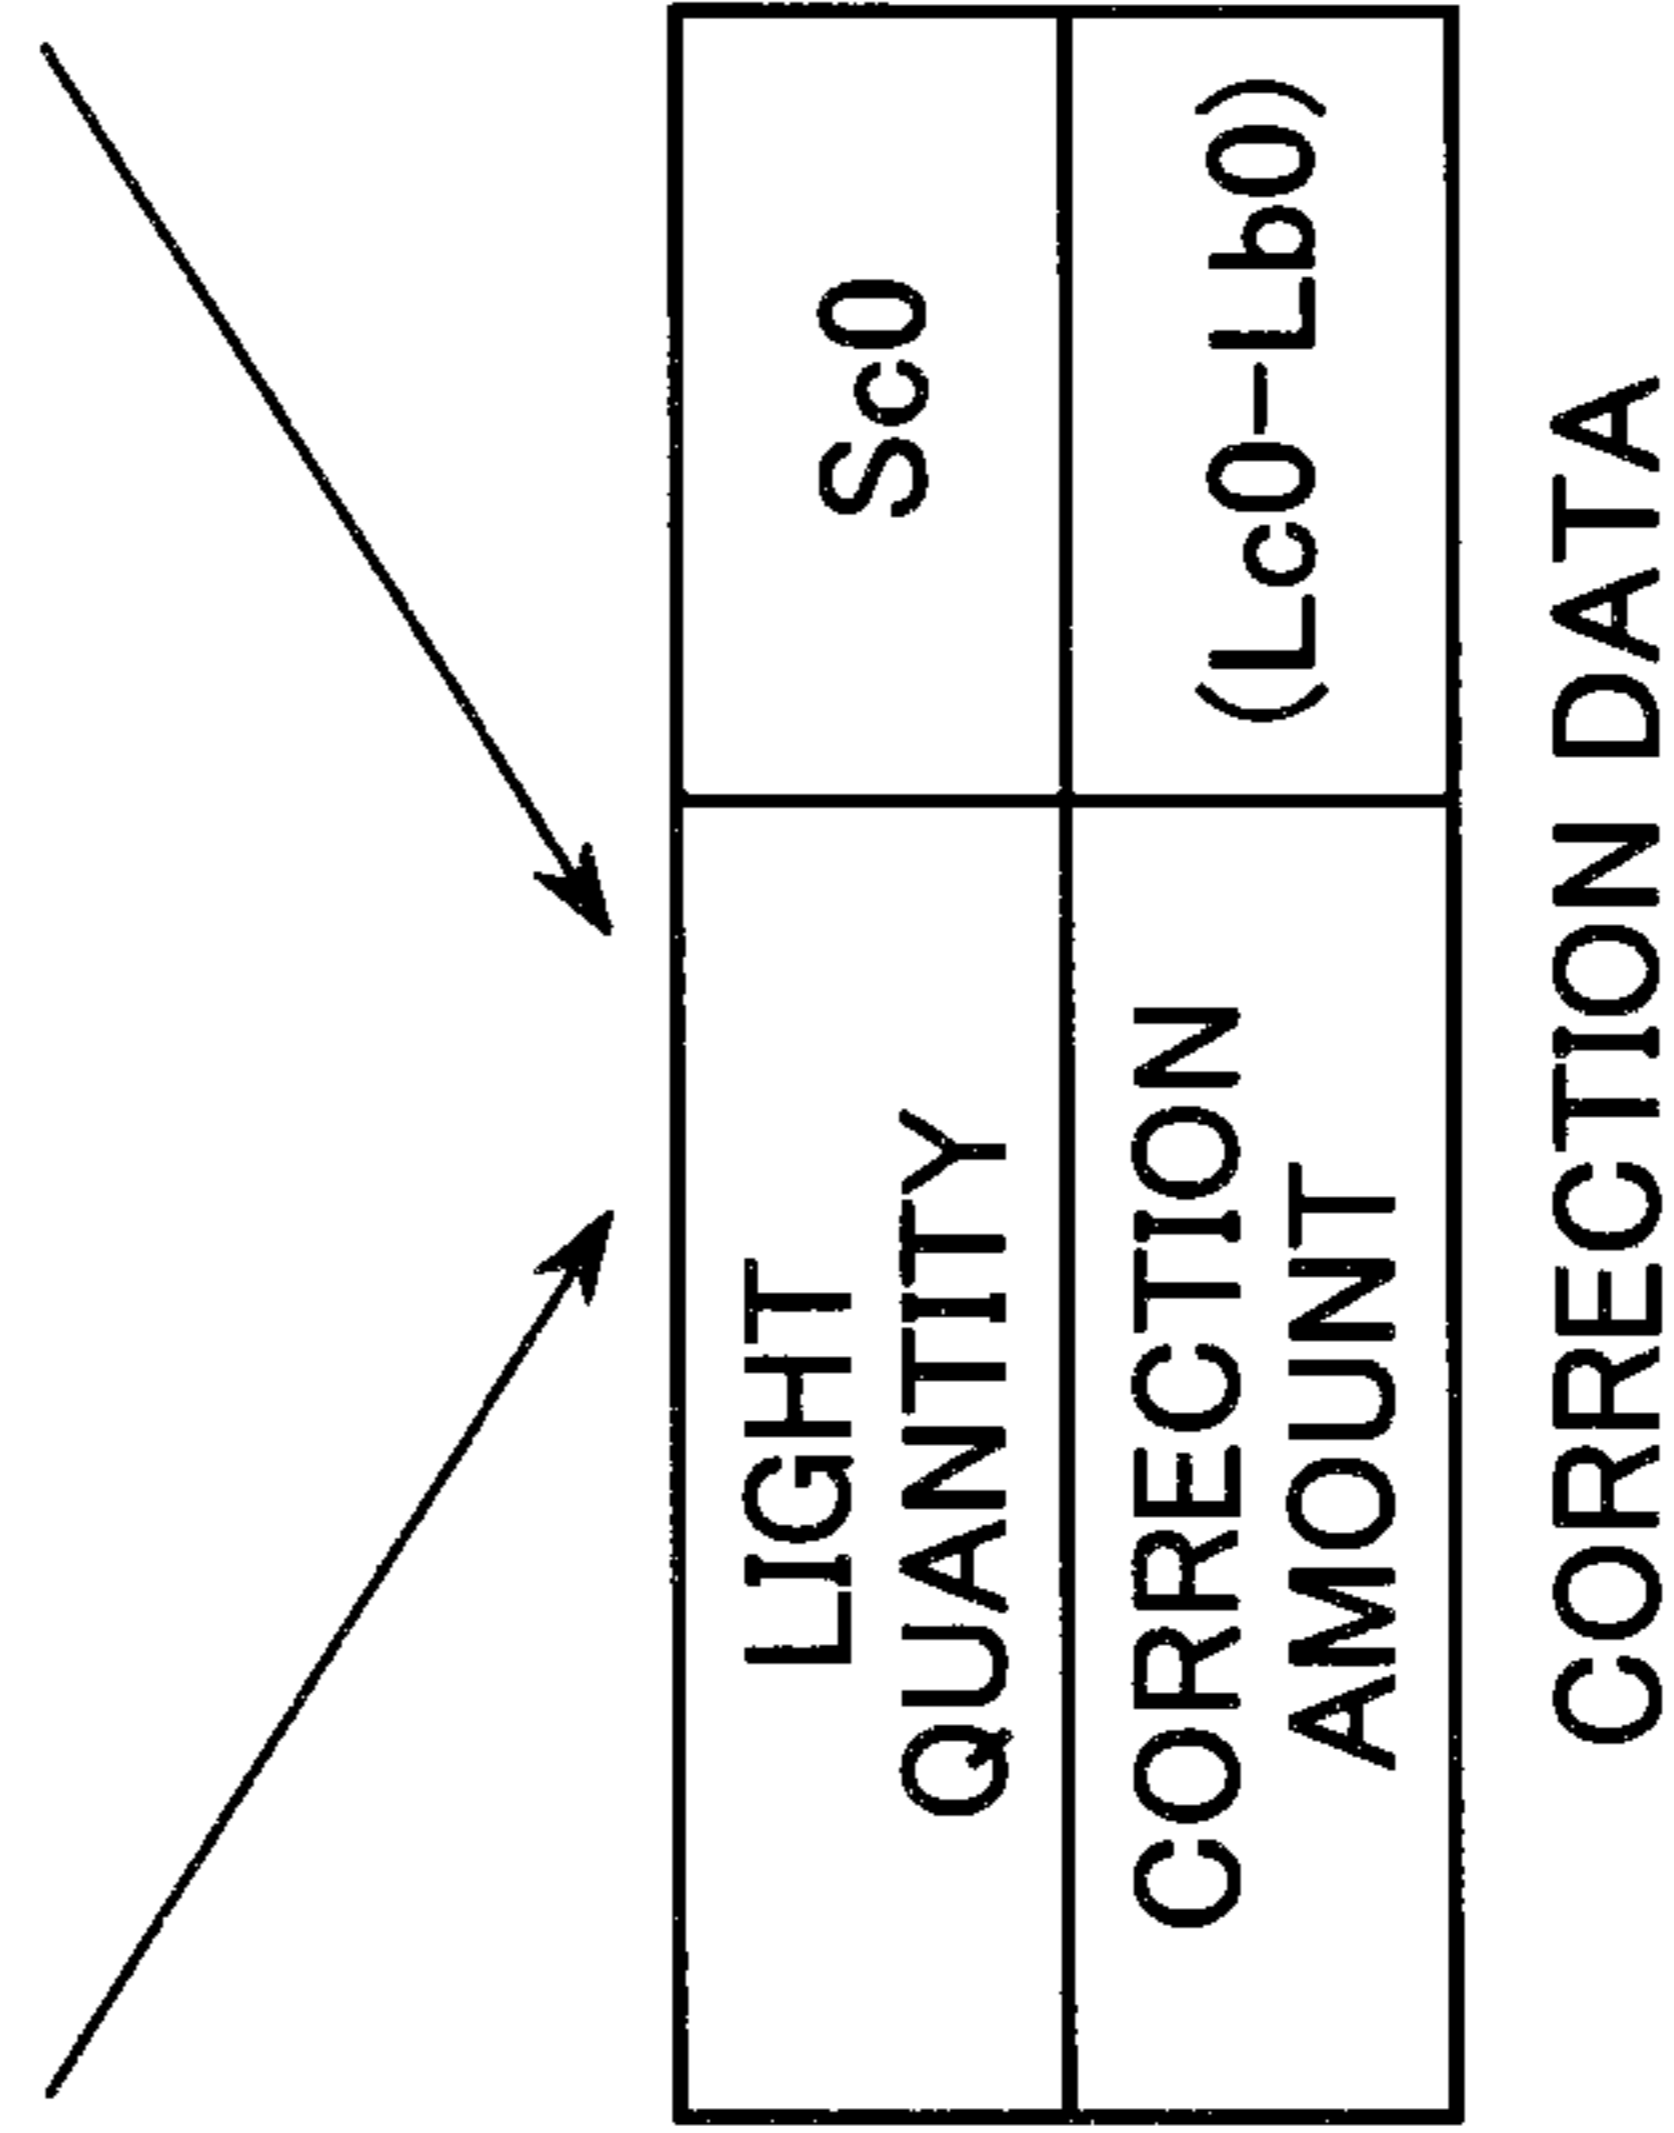 LIGHT
QUANTITY
Sc0
CORRECTION
AMOUNT
(Lc0-Lb0)
CORRECTION DATA